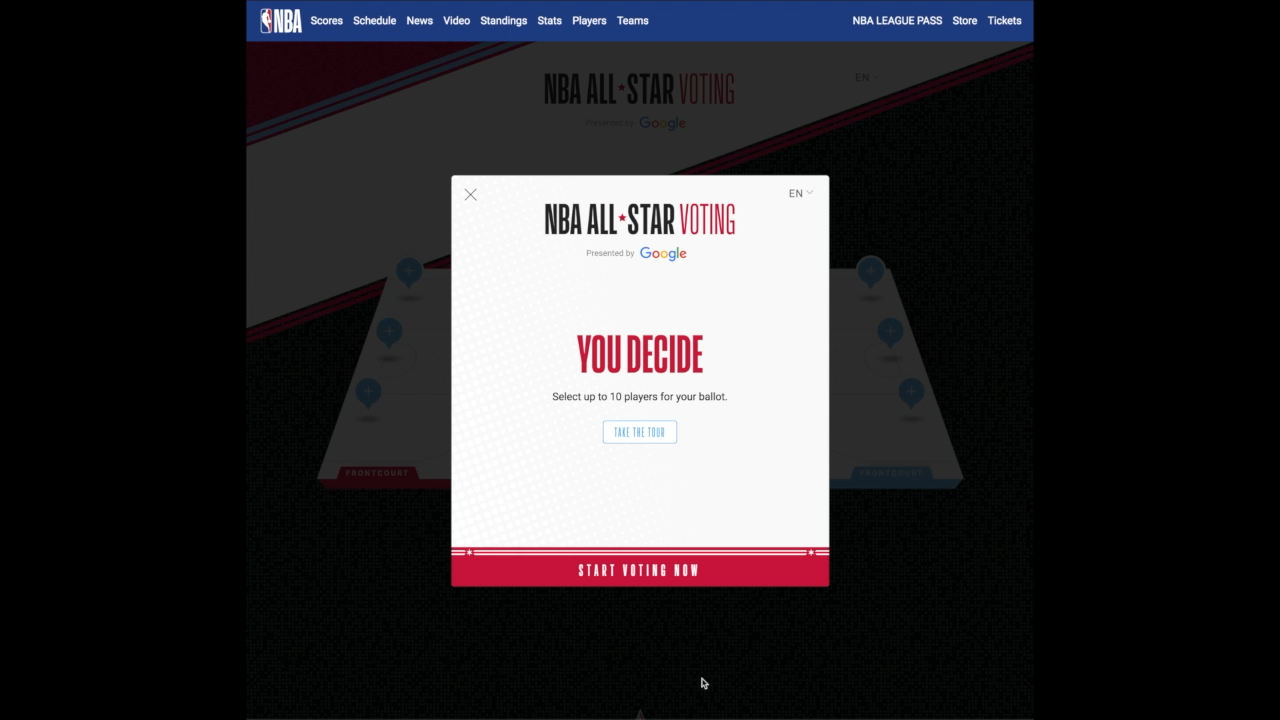 NBA Scores Schedule News Video Standings Stats Players Teams NBA LEAGUE PASS Store Tickets
NBA ALL★STAR VOTING
EN
Presented by Google
EN
NBA ALL★STAR VOTING
Presented by Google
YOU DECIDE
Select up to 10 players for your ballot.
TAKE THE TOUR
FRONTCOURT
FRONTCOURT
START VOTING NOW